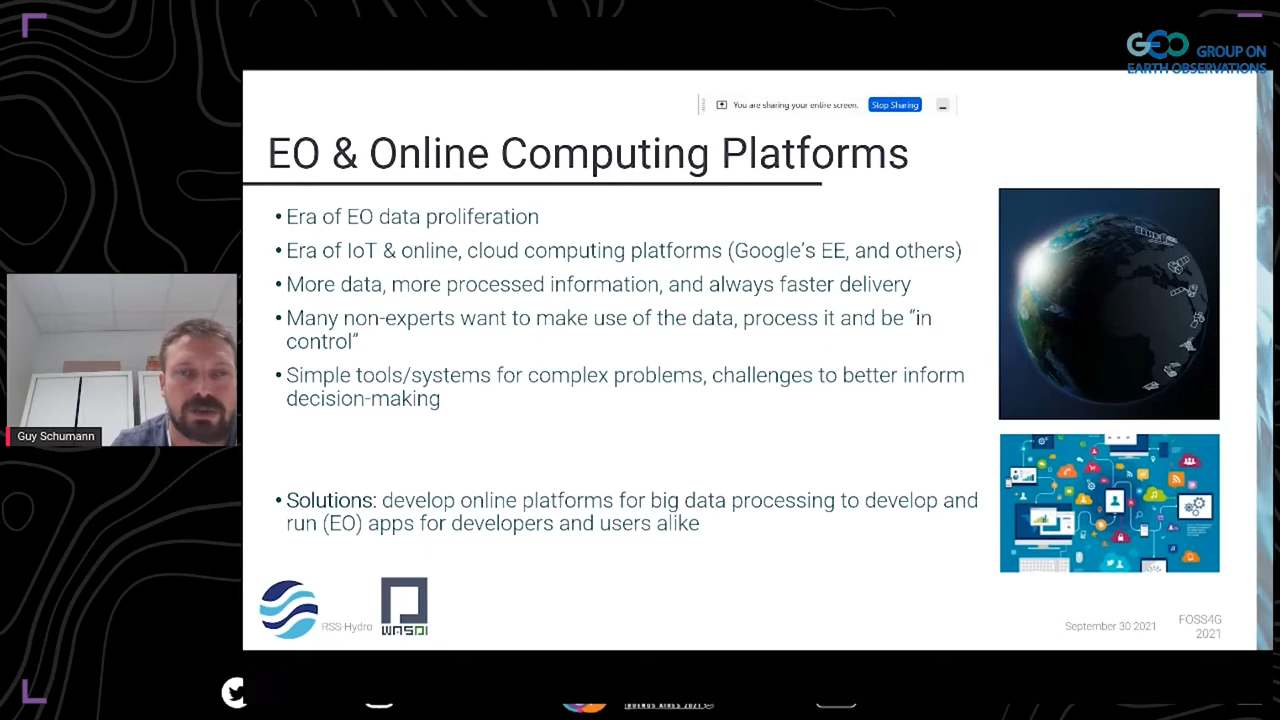 GEO GROUP ON
EARTH OBSERVATIONS
You are sharing your entire screen. Stop Sharing
EO & Online Computing Platforms
• Era of EO data proliferation
• Era of IoT & online, cloud computing platforms (Google's EE, and others)
• More data, more processed information, and always faster delivery
• Many non-experts want to make use of the data, process it and be “in
control”
• Simple tools/systems for complex problems, challenges to better inform
decision-making
Guy Schumann
• Solutions: develop online platforms for big data processing to develop and
run (EO) apps for developers and users alike
RSS-Hydro
WASDI
September 30 2021
FOSS4G
2021
BUENOS AIRES 2021